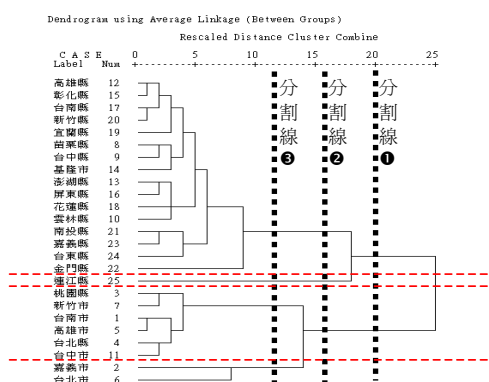 Dendrogram using Average Linkage (Between Groups)
Rescaled Distance Cluster Combine
C A S E 0 5 10 15 20 25
Label Num
高雄縣 12
彰化縣 15
台南縣 17
新竹縣 20
宜蘭縣 19
苗栗縣 8
台中縣 9
基隆市 14
澎湖縣 13
屏東縣 16
花蓮縣 18
雲林縣 10
南投縣 21
嘉義縣 23
台東縣 24
金門縣 22
連江縣 25
桃園縣 3
新竹市 7
台南市 1
高雄市 5
台北縣 4
台中市 11
嘉義市 2
台北市 6
分割線❸
分割線❷
分割線❶